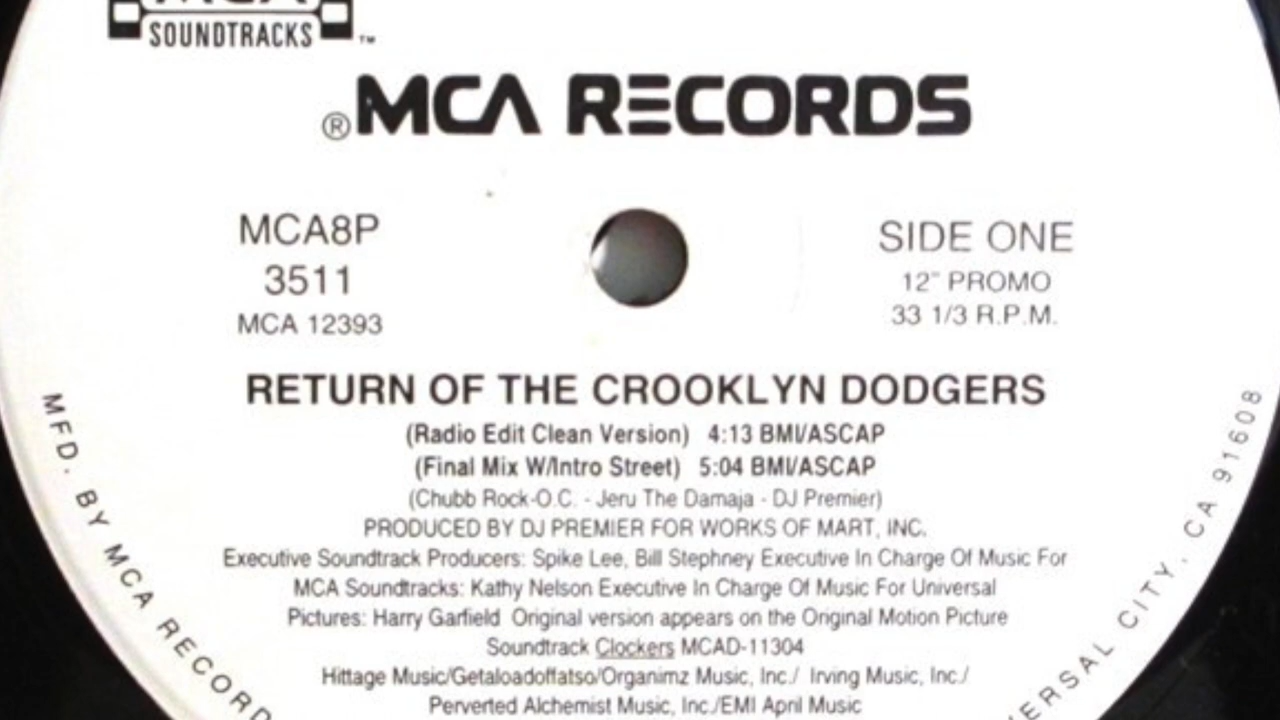 MCA
SOUNDTRACKS ™
® MCA RECORDS
MCA8P
3511
MCA 12393
SIDE ONE
12" PROMO
33 1/3 R.P.M.
RETURN OF THE CROOKLYN DODGERS
(Radio Edit Clean Version) 4:13 BMI/ASCAP
(Final Mix W/Intro Street) 5:04 BMI/ASCAP
(Chubb Rock-O.C. - Jeru The Damaja - DJ Premier)
PRODUCED BY DJ PREMIER FOR WORKS OF MART, INC.
Executive Soundtrack Producers: Spike Lee, Bill Stephney Executive In Charge Of Music For
MCA Soundtracks: Kathy Nelson Executive In Charge Of Music For Universal
Pictures: Harry Garfield Original version appears on the Original Motion Picture
Soundtrack Clockers MCAD-11304
Hittage Music/Getaloadoffatso/Organimz Music, Inc./ Irving Music, Inc./
Perverted Alchemist Music, Inc./EMI April Music
MFD. BY MCA RECORD
ERSAL CITY, CA 91608